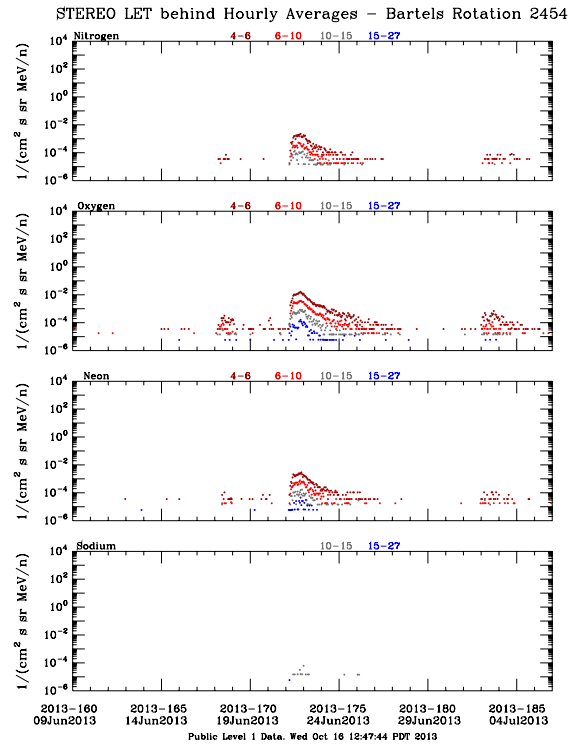 STEREO LET behind Hourly Averages – Bartels Rotation 2454
Nitrogen 4–6 6–10 10–15 15–27
10^4
10^2
10^0
10^-2
10^-4
10^-6
1/(cm^2 s sr MeV/n)
Oxygen 4–6 6–10 10–15 15–27
10^4
10^2
10^0
10^-2
10^-4
10^-6
1/(cm^2 s sr MeV/n)
Neon 4–6 6–10 10–15 15–27
10^4
10^2
10^0
10^-2
10^-4
10^-6
1/(cm^2 s sr MeV/n)
Sodium 10–15 15–27
10^4
10^2
10^0
10^-2
10^-4
10^-6
1/(cm^2 s sr MeV/n)
2013–160 2013–165 2013–170 2013–175 2013–180 2013–185
09Jun2013 14Jun2013 19Jun2013 24Jun2013 29Jun2013 04Jul2013
Public Level 1 Data, Wed Oct 16 12:47:44 PDT 2013